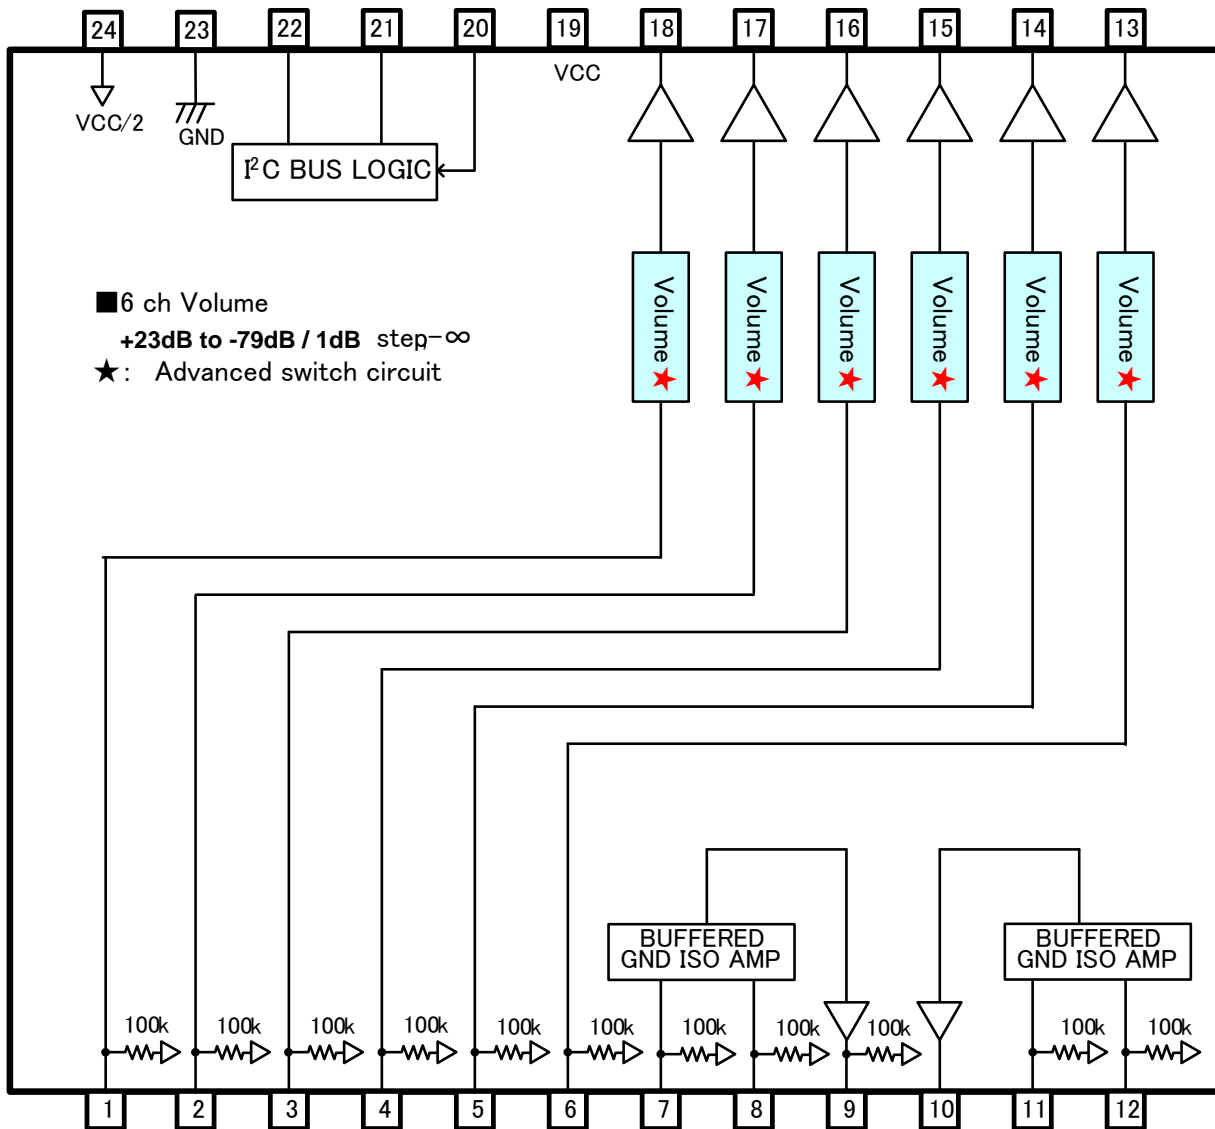 24 23 22 21 20 19 18 17 16 15 14 13
VCC
VCC/2
GND
I²C BUS LOGIC
Volume★ Volume★ Volume★ Volume★ Volume★ Volume★
■6 ch Volume
+23dB to -79dB / 1dB step-∞
★: Advanced switch circuit
BUFFERED
GND ISO AMP
BUFFERED
GND ISO AMP
100k 100k 100k 100k 100k 100k 100k 100k 100k 100k 100k
1 2 3 4 5 6 7 8 9 10 11 12